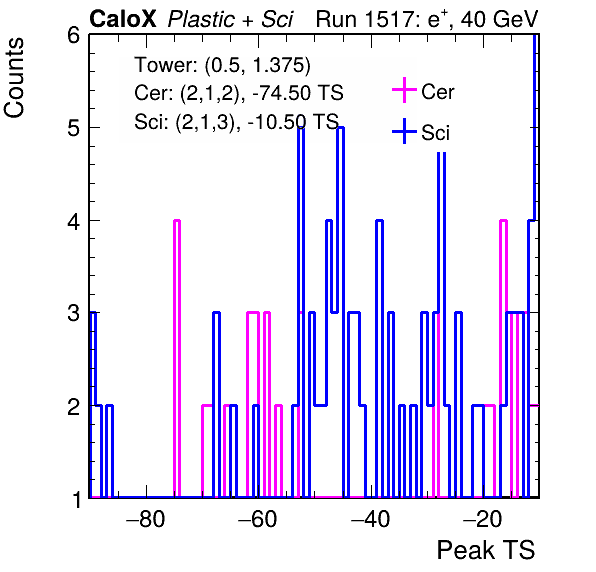 CaloX Plastic + Sci Run 1517: e⁺, 40 GeV
Counts
Tower: (0.5, 1.375)
Cer: (2,1,2), -74.50 TS
Sci: (2,1,3), -10.50 TS
Cer
Sci
6
5
4
3
2
1
−80 −60 −40 −20
Peak TS